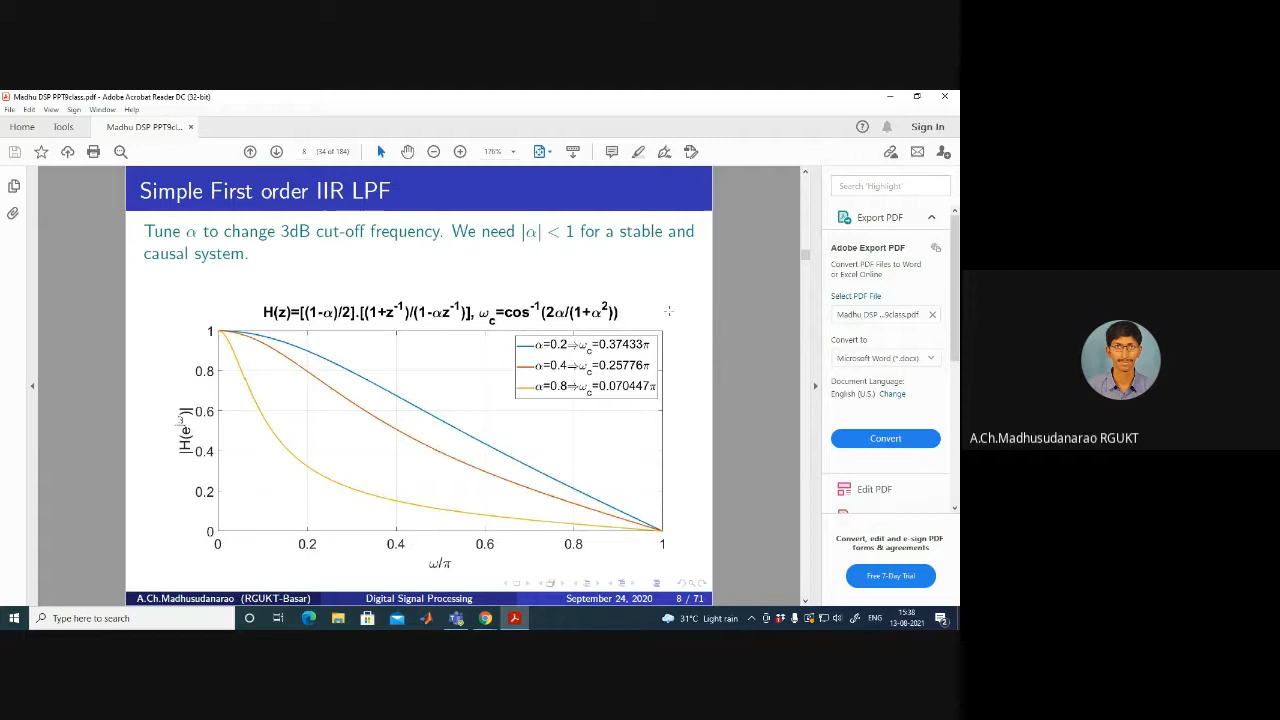 Madhu DSP PPT9class.pdf - Adobe Acrobat Reader DC (32-bit)
File Edit View Sign Window Help
Home Tools Madhu DSP PPT9cl... × Sign In
8 (34 of 184) 176%
Simple First order IIR LPF
Tune α to change 3dB cut-off frequency. We need |α| < 1 for a stable and
causal system.
H(z)=[(1-α)/2].[(1+z⁻¹)/(1-αz⁻¹)], ω_c=cos⁻¹(2α/(1+α²))
α=0.2⇒ω_c=0.37433π
α=0.4⇒ω_c=0.25776π
α=0.8⇒ω_c=0.070447π
|H(e^jω)|
1
0.8
0.6
0.4
0.2
0
0 0.2 0.4 0.6 0.8 1
ω/π
A.Ch.Madhusudanarao (RGUKT-Basar) Digital Signal Processing September 24, 2020 8 / 71
Search 'Highlight'
Export PDF
Adobe Export PDF
Convert PDF Files to Word
or Excel Online
Select PDF File
Madhu DSP ...9class.pdf ×
Convert to
Microsoft Word (*.docx)
Document Language:
English (U.S.) Change
Convert
Edit PDF
Convert, edit and e-sign PDF
forms & agreements
Free 7-Day Trial
A.Ch.Madhusudanarao RGUKT
Type here to search
31°C Light rain
ENG
15:38
13-08-2021
2